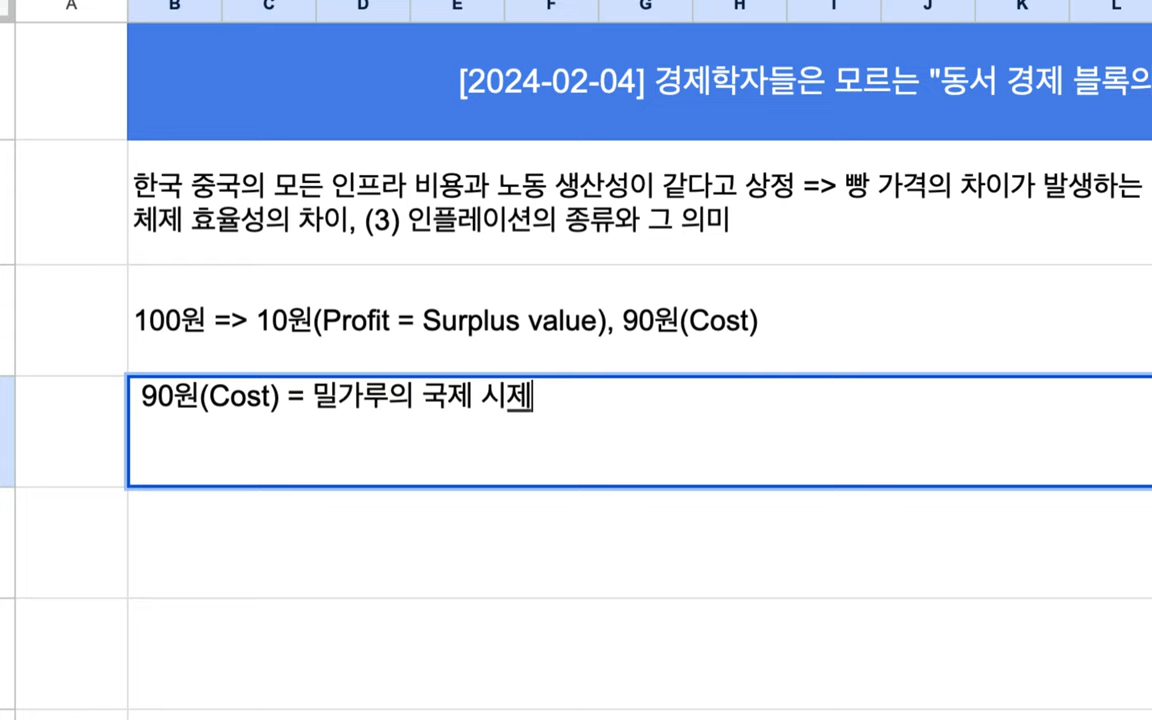 A B C D E F G H I J K L
[2024-02-04] 경제학자들은 모르는 "동서 경제 블록의
한국 중국의 모든 인프라 비용과 노동 생산성이 같다고 상정 => 빵 가격의 차이가 발생하는
체제 효율성의 차이, (3) 인플레이션의 종류와 그 의미
100원 => 10원(Profit = Surplus value), 90원(Cost)
90원(Cost) = 밀가루의 국제 시제